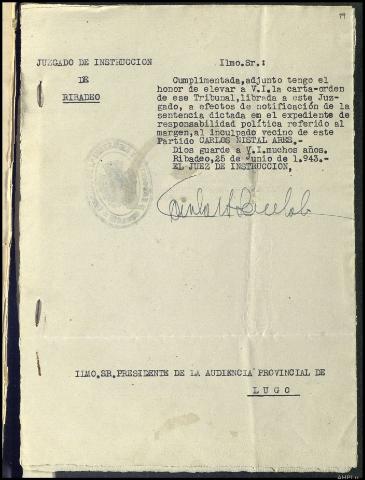 79
JUZGADO DE INSTRUCCION
DE
RIBADEO
Ilmo.Sr.:
Cumplimentada,adjunto tengo el
honor de elevar a V.I.la carta-orden
de ese Tribunal,librada a este Juz-
gado, a efectos de notificación de la
sentencia dictada en el expediente de
responsabilidad política referido al
margen,al inculpado vecino de este
Partido CARLOS NISTAL ARES.-
Dios guarde a V.I.muchos años.
Ribadeo,25 de junio de 1.943.-
EL JUEZ DE INSTRUCCION,
ILMO.SR.PRESIDENTE DE LA AUDIENCIA PROVINCIAL DE
LUGO